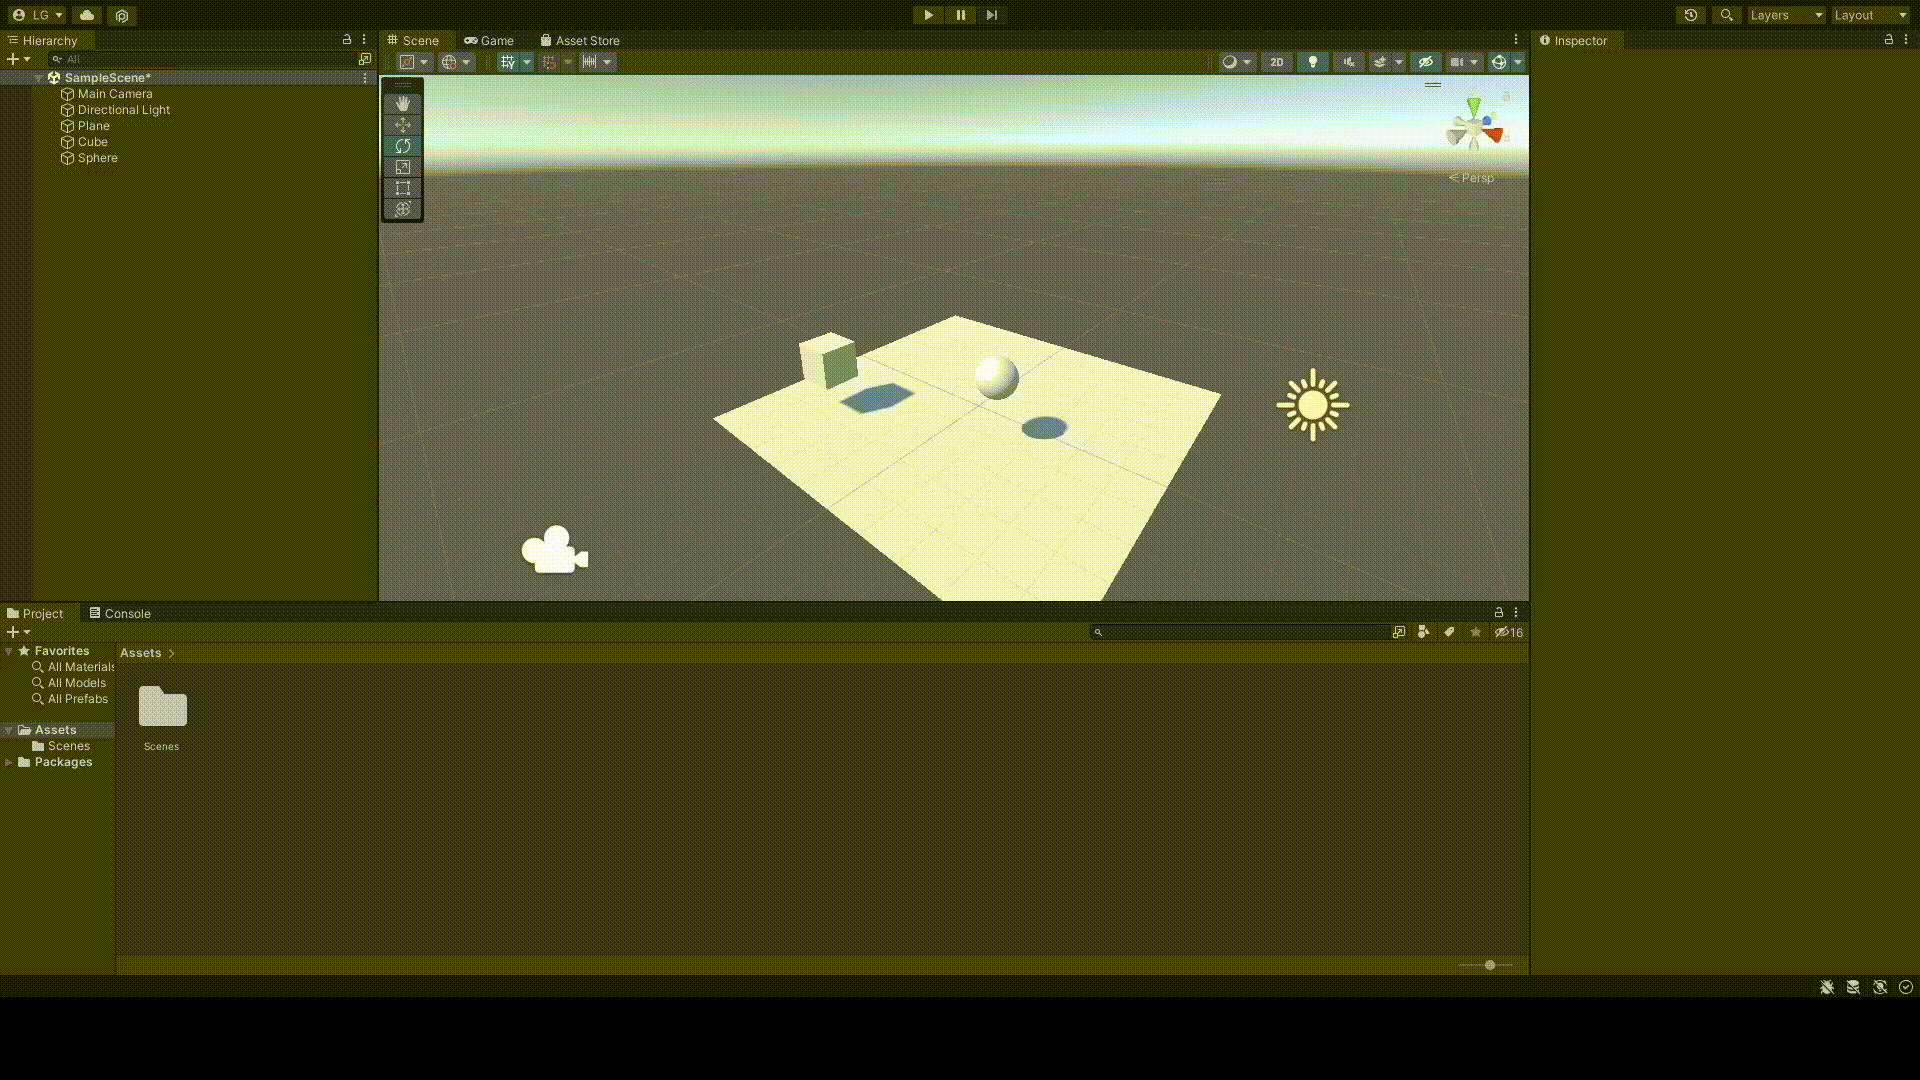 LG
Layers
Layout
Hierarchy
Scene
Game
Asset Store
Inspector
All
2D
SampleScene*
Main Camera
Directional Light
Plane
Cube
Sphere
Persp
Project
Console
16
Favorites
Assets
All Materials
All Models
All Prefabs
Assets
Scenes
Packages
Scenes